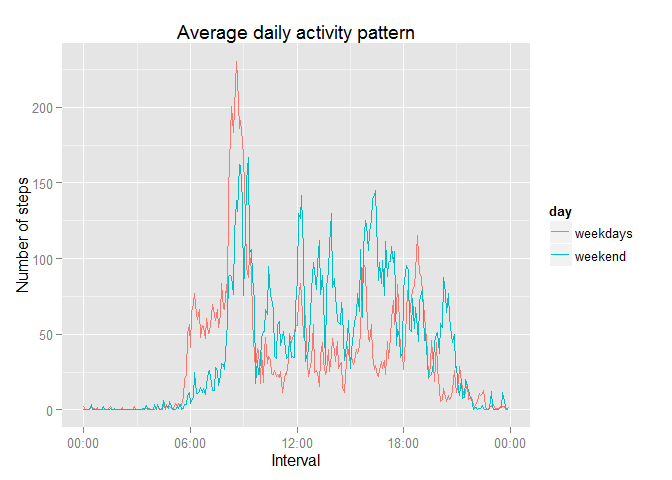 Average daily activity pattern
Number of steps
200
150
100
50
0
00:00 06:00 12:00 18:00 00:00
Interval
day
weekdays
weekend